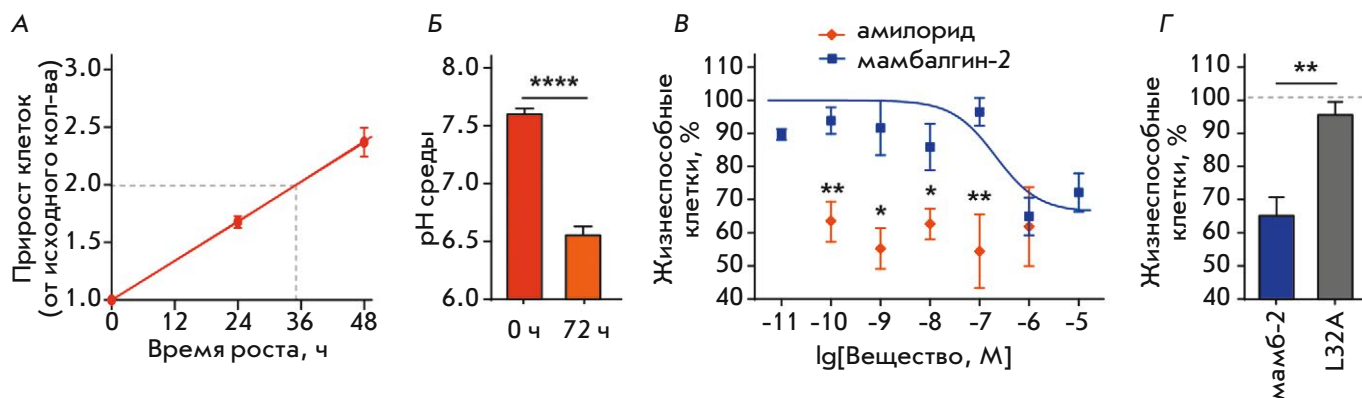 А
Прирост клеток
(от исходного кол-ва)
3.0
2.5
2.0
1.5
1.0
0 12 24 36 48
Время роста, ч
Б
pH среды
8.0
7.5
7.0
6.5
6.0
****
0 ч 72 ч
В
амилорид
мамбалгин-2
Жизнеспособные
клетки, %
110
100
90
80
70
60
50
40
** * * **
-11 -10 -9 -8 -7 -6 -5
lg[Вещество, М]
Г
Жизнеспособные
клетки, %
110
100
90
80
70
60
50
40
**
мамб-2
L32A